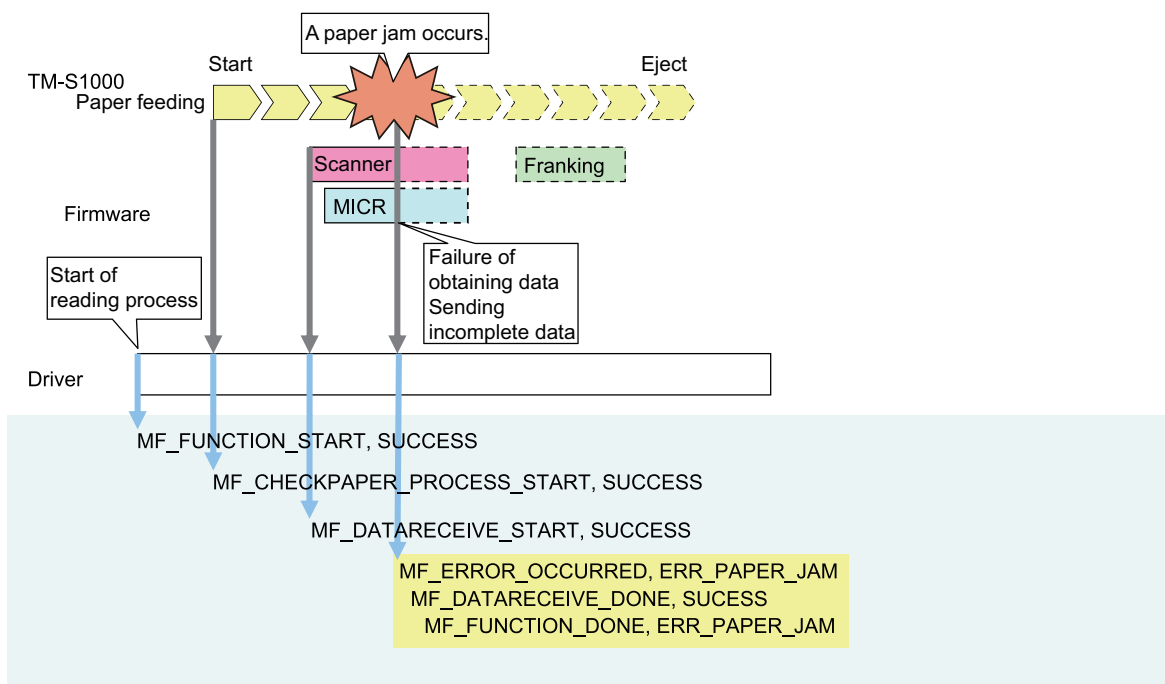 A paper jam occurs.
Start
Eject
TM-S1000
Paper feeding
Scanner
Franking
MICR
Firmware
Failure of
obtaining data
Sending
incomplete data
Start of
reading process
Driver
MF_FUNCTION_START, SUCCESS
MF_CHECKPAPER_PROCESS_START, SUCCESS
MF_DATARECEIVE_START, SUCCESS
MF_ERROR_OCCURRED, ERR_PAPER_JAM
MF_DATARECEIVE_DONE, SUCESS
MF_FUNCTION_DONE, ERR_PAPER_JAM